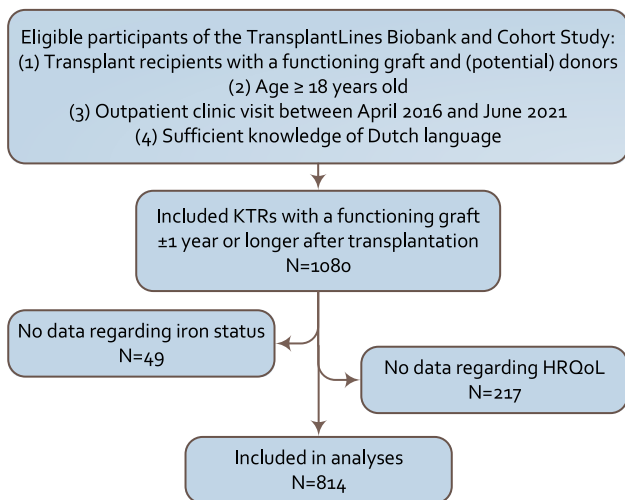 Eligible participants of the TransplantLines Biobank and Cohort Study:
(1) Transplant recipients with a functioning graft and (potential) donors
(2) Age ≥ 18 years old
(3) Outpatient clinic visit between April 2016 and June 2021
(4) Sufficient knowledge of Dutch language
Included KTRs with a functioning graft
±1 year or longer after transplantation
N=1080
No data regarding iron status
N=49
No data regarding HRQoL
N=217
Included in analyses
N=814